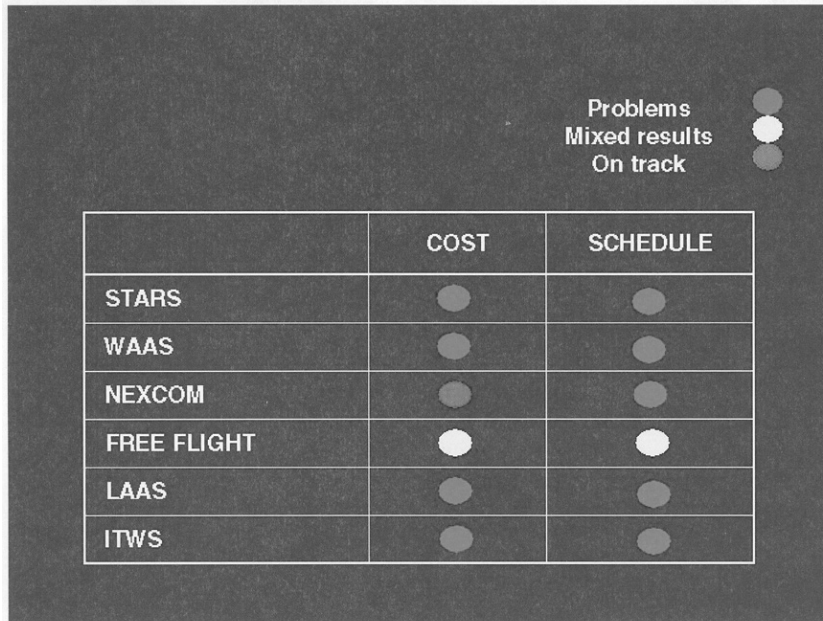 Problems
Mixed results
On track
COST SCHEDULE
STARS
WAAS
NEXCOM
FREE FLIGHT
LAAS
ITWS